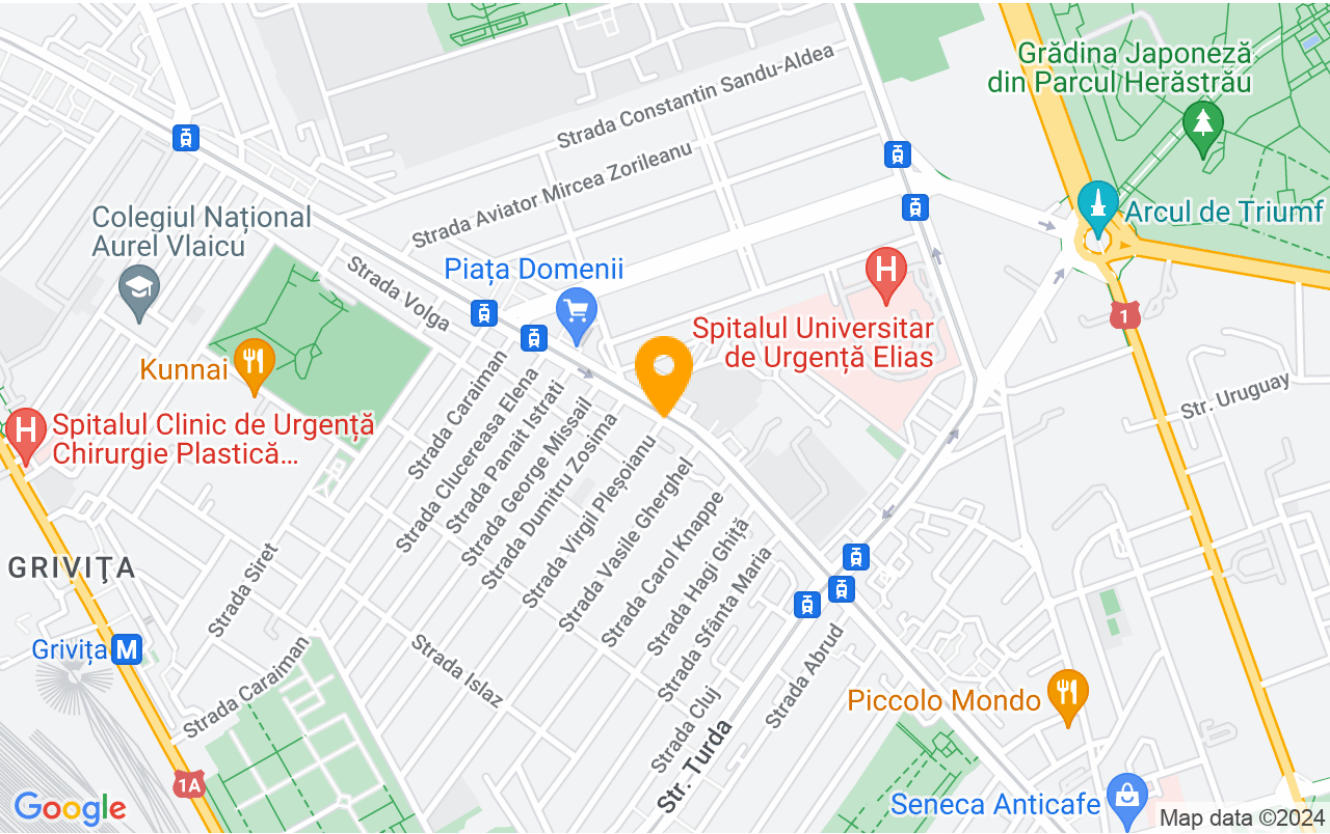 Grădina Japoneză
din Parcul Herăstrău
Strada Constantin Sandu-Aldea
Strada Aviator Mircea Zorileanu
Colegiul Național
Aurel Vlaicu
Arcul de Triumf
Strada Volga
Piața Domenii
H
1
Spitalul Universitar
de Urgență Elias
Kunnai
Str. Uruguay
H
Spitalul Clinic de Urgență
Chirurgie Plastică...
Strada Caraiman
Strada Clucereasa Elena
Strada Panait Istrati
Strada George Missail
Strada Dumitru Zosima
Strada Virgil Pleșoianu
Strada Vasile Gherghel
Strada Carol Knappe
Strada Hagi Ghiță
Strada Sfânta Maria
GRIVIŢA
Strada Siret
Grivița M
Strada Caraiman
Strada Islaz
Strada Cluj
Strada Abrud
Str. Turda
Piccolo Mondo
1A
Google
Seneca Anticafe
Map data ©2024